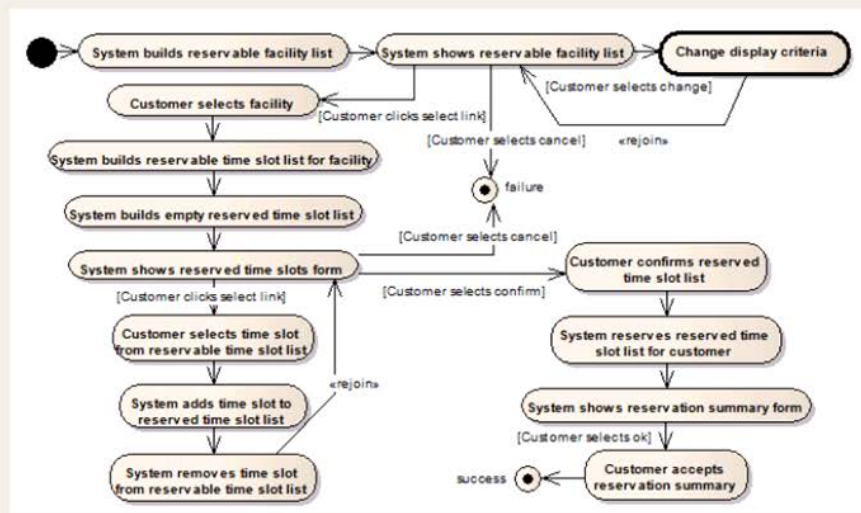 System builds reservable facility list
System shows reservable facility list
Change display criteria
[Customer selects change]
Customer selects facility
[Customer clicks select link]
[Customer selects cancel]
«rejoin»
System builds reservable time slot list for facility
failure
System builds empty reserved time slot list
[Customer selects cancel]
System shows reserved time slots form
Customer confirms reserved
time slot list
[Customer clicks select link]
[Customer selects confirm]
Customer selects time slot
from reservable time slot list
System reserves reserved time
slot list for customer
«rejoin»
System adds time slot to
reserved time slot list
System shows reservation summary form
[Customer selects ok]
System removes time slot
from reservable time slot list
success
Customer accepts
reservation summary